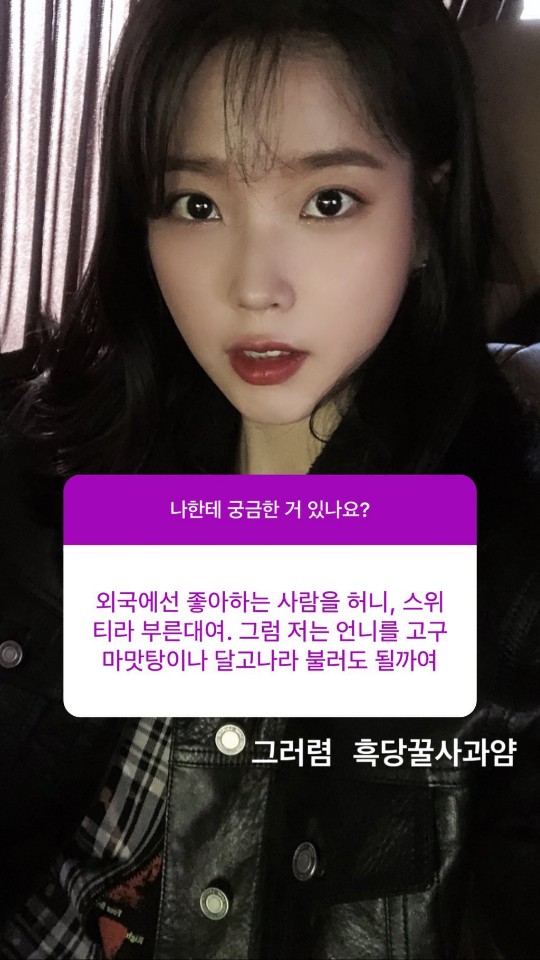 나한테 궁금한 거 있나요?
외국에선 좋아하는 사람을 허니, 스위
티라 부른대여. 그럼 저는 언니를 고구
마맛탕이나 달고나라 불러도 될까여
그러렴 흑당꿀사과얌